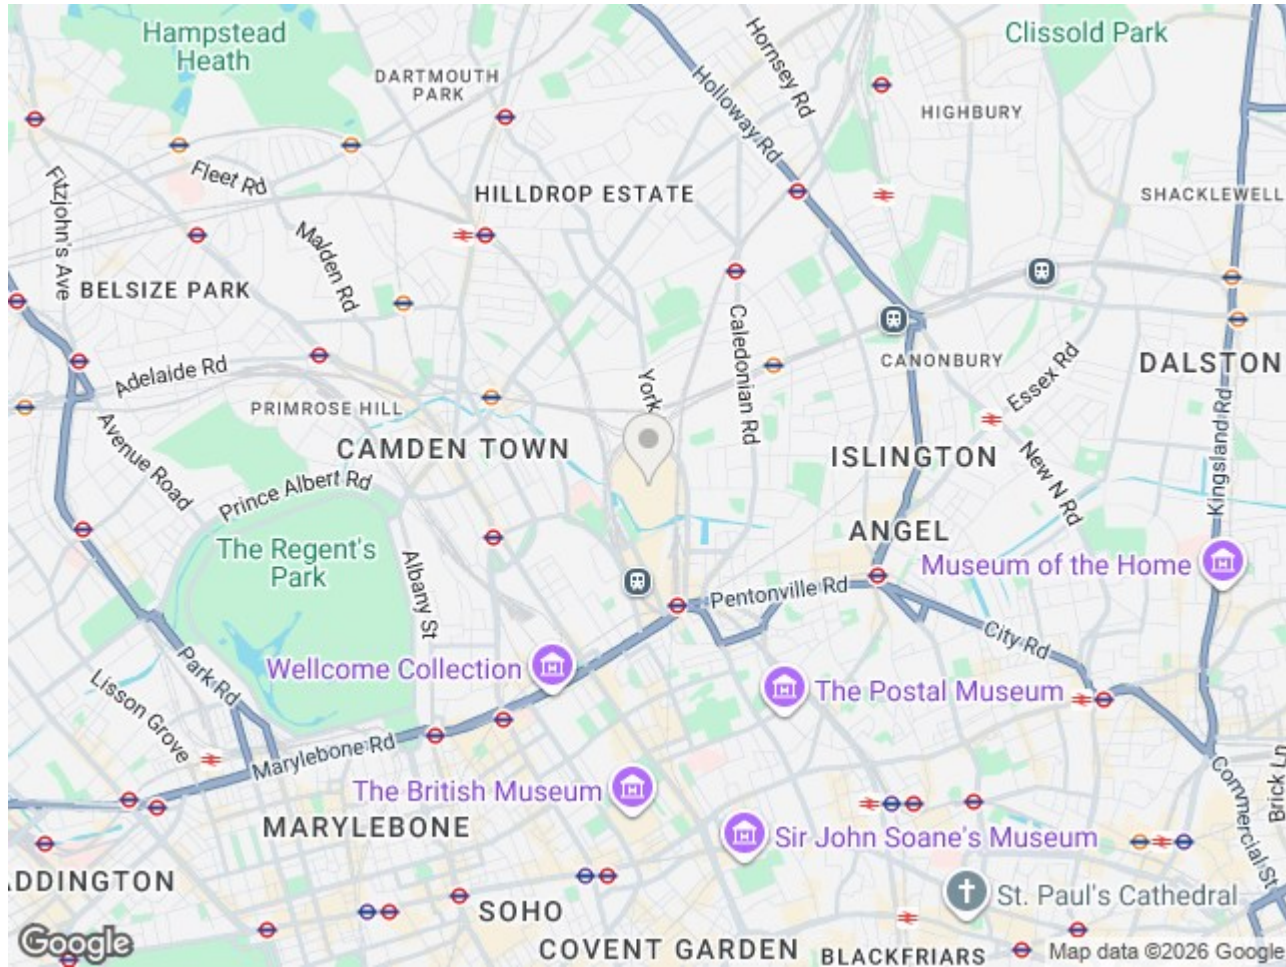 Hampstead
Heath
Clissold Park
DARTMOUTH
PARK
Hornsey Rd
Holloway Rd
HIGHBURY
Fitzjohn's Ave
Fleet Rd
HILLDROP ESTATE
SHACKLEWELL
Malden Rd
BELSIZE PARK
Caledonian Rd
CANONBURY
DALSTON
Adelaide Rd
York
Essex Rd
PRIMROSE HILL
Kingsland Rd
Avenue Road
CAMDEN TOWN
ISLINGTON
New N Rd
Prince Albert Rd
ANGEL
The Regent's
Park
Albany St
Museum of the Home
Pentonville Rd
City Rd
Park Rd
Wellcome Collection
The Postal Museum
Lisson Grove
Marylebone Rd
The British Museum
Commercial St
Brick Ln
MARYLEBONE
Sir John Soane's Museum
ADDINGTON
St. Paul's Cathedral
SOHO
Google
COVENT GARDEN
BLACKFRIARS
Map data ©2026 Google